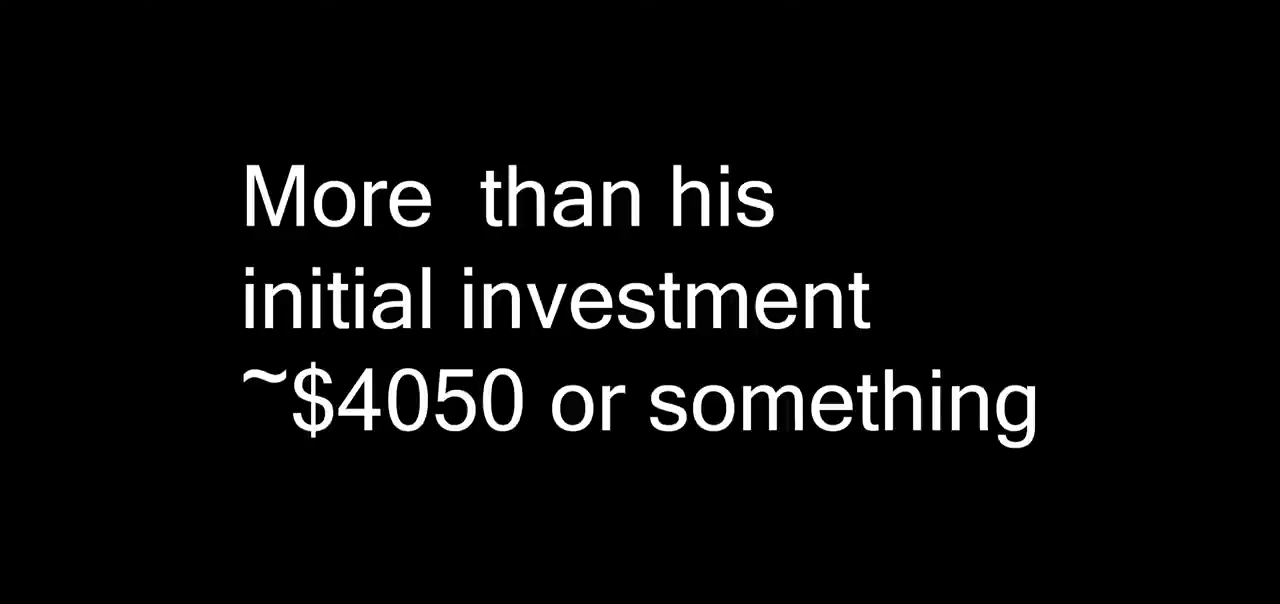 More  than his
initial investment
~$4050 or something